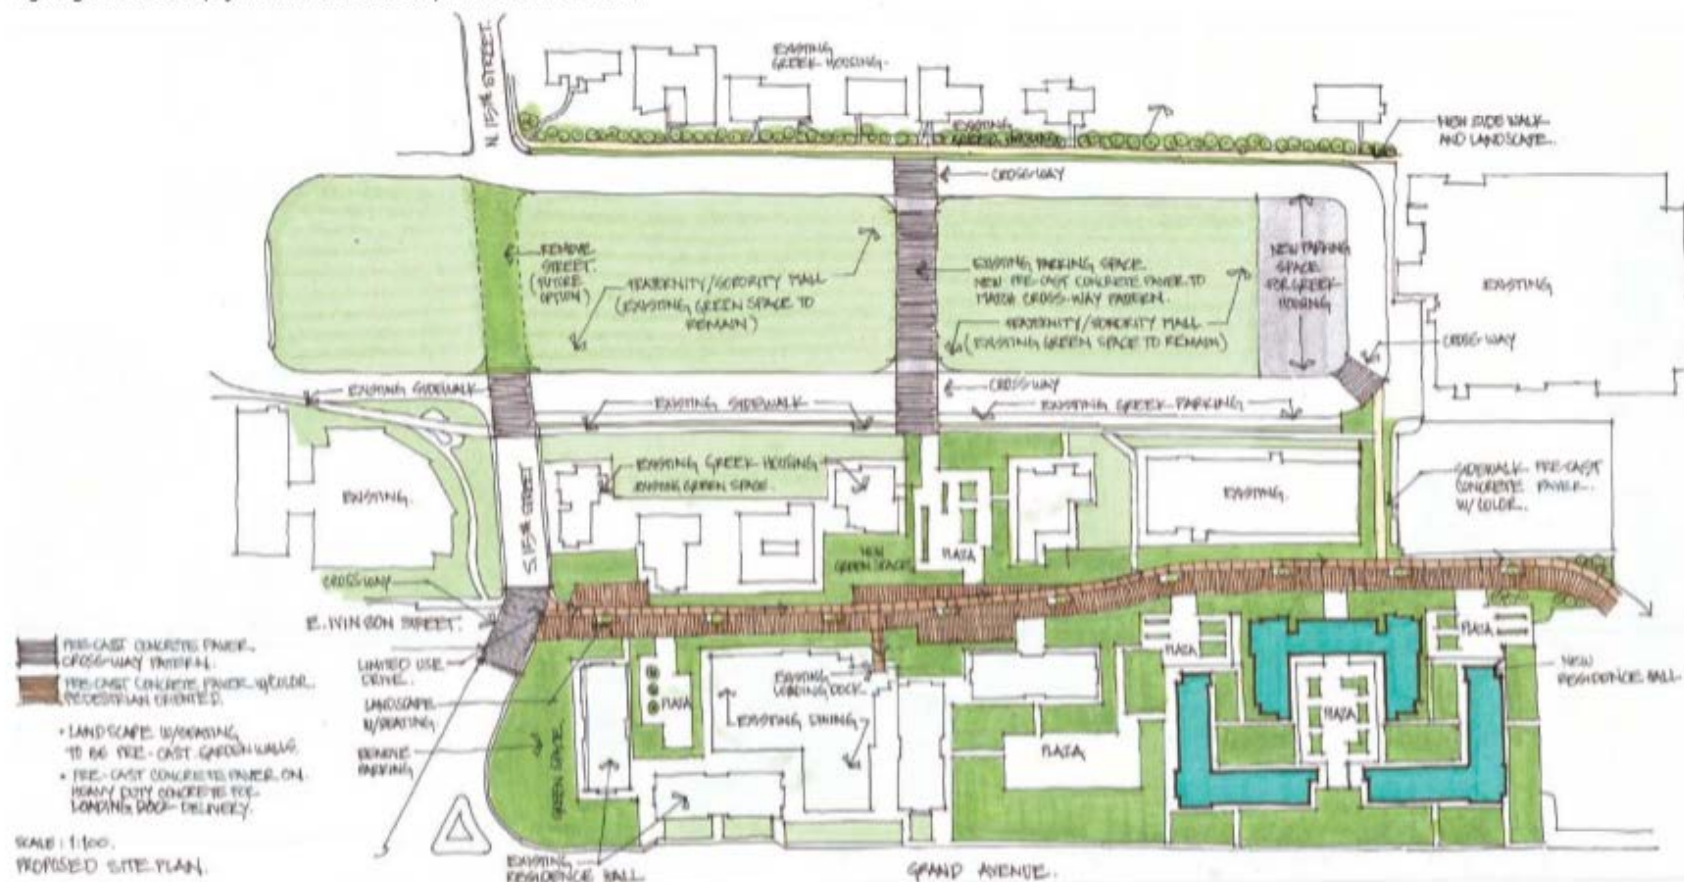 N. 15TH STREET.
EXISTING
GREEK HOUSING.
EXISTING
GREEK HOUSING
NEW SIDE WALK
AND LANDSCAPE.
CROSS-WAY
REMOVE
STREET.
(FUTURE
OPTION)
FRATERNITY/SORORITY MALL
(EXISTING GREEN SPACE TO
REMAIN)
EXISTING PARKING SPACE
NEW PRE-CAST CONCRETE PAVER TO
MATCH CROSS-WAY PATTERN.
FRATERNITY/SORORITY MALL
(EXISTING GREEN SPACE TO REMAIN)
NEW PARKING
SPACE
FOR GREEK
HOUSING
EXISTING
CROSS-WAY
EXISTING SIDEWALK
EXISTING SIDEWALK
CROSS-WAY
EXISTING GREEK PARKING
EXISTING GREEK HOUSING
EXISTING GREEN SPACE.
EXISTING.
S. 15TH STREET
EXISTING.
SIDEWALK PRE-CAST
CONCRETE PAVER
W/ COLOR.
NEW
GREEN SPACE
PLAZA
CROSS-WAY
E. IVINSON STREET.
LIMITED USE
DRIVE.
LANDSCAPE
W/SEATING
REMOVE
PARKING
GREEN SPACE
PLAZA
EXISTING
LOADING DOCK
EXISTING DINING
PLAZA
PLAZA
PLAZA
PLAZA
NEW
RESIDENCE HALL
PRE-CAST CONCRETE PAVER.
CROSS-WAY PATTERN.
PRE-CAST CONCRETE PAVER W/COLOR.
PEDESTRIAN ORIENTED
• LANDSCAPE W/SEATING
TO BE PRE-CAST GARDEN WALLS.
• PRE-CAST CONCRETE PAVER ON
HEAVY DUTY CONCRETE FOR
LOADING DOCK DELIVERY.
SCALE: 1:100.
PROPOSED SITE PLAN.
EXISTING
RESIDENCE HALL
GRAND AVENUE.